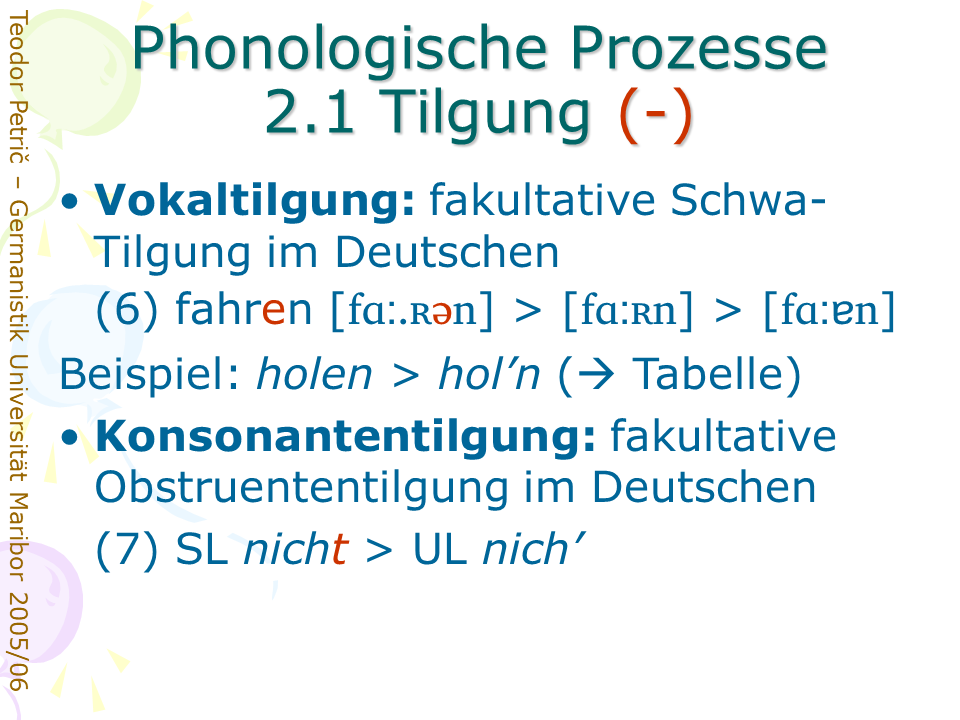 Phonologische Prozesse
2.1 Tilgung (-)
• Vokaltilgung: fakultative Schwa-
Tilgung im Deutschen
(6) fahren [fɑː.ʀən] > [fɑːʀn] > [fɑːɐn]
Beispiel: holen > hol’n (→ Tabelle)
• Konsonantentilgung: fakultative
Obstruententilgung im Deutschen
(7) SL nicht > UL nich’
Teodor Petrič – Germanistik Universität Maribor 2005/06